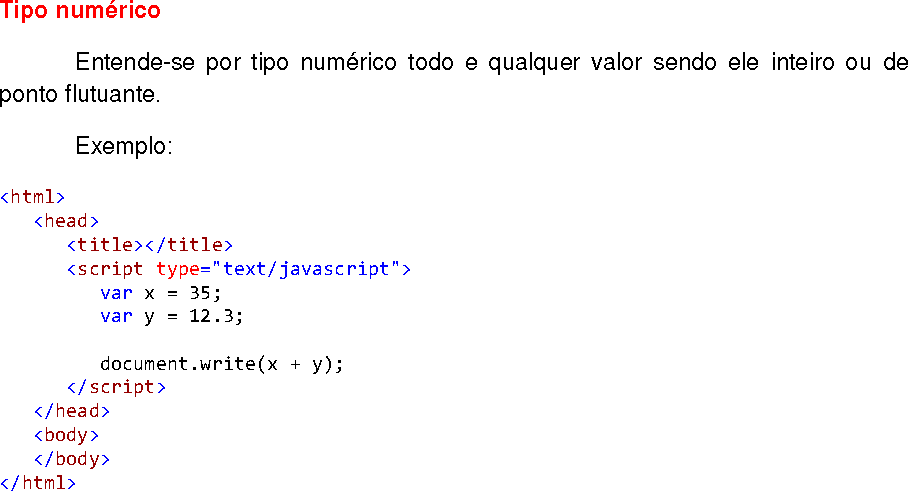 Tipo numérico
Entende-se por tipo numérico todo e qualquer valor sendo ele inteiro ou de
ponto flutuante.
Exemplo:
<html>
   <head>
      <title></title>
      <script type="text/javascript">
         var x = 35;
         var y = 12.3;

         document.write(x + y);
      </script>
   </head>
   <body>
   </body>
</html>